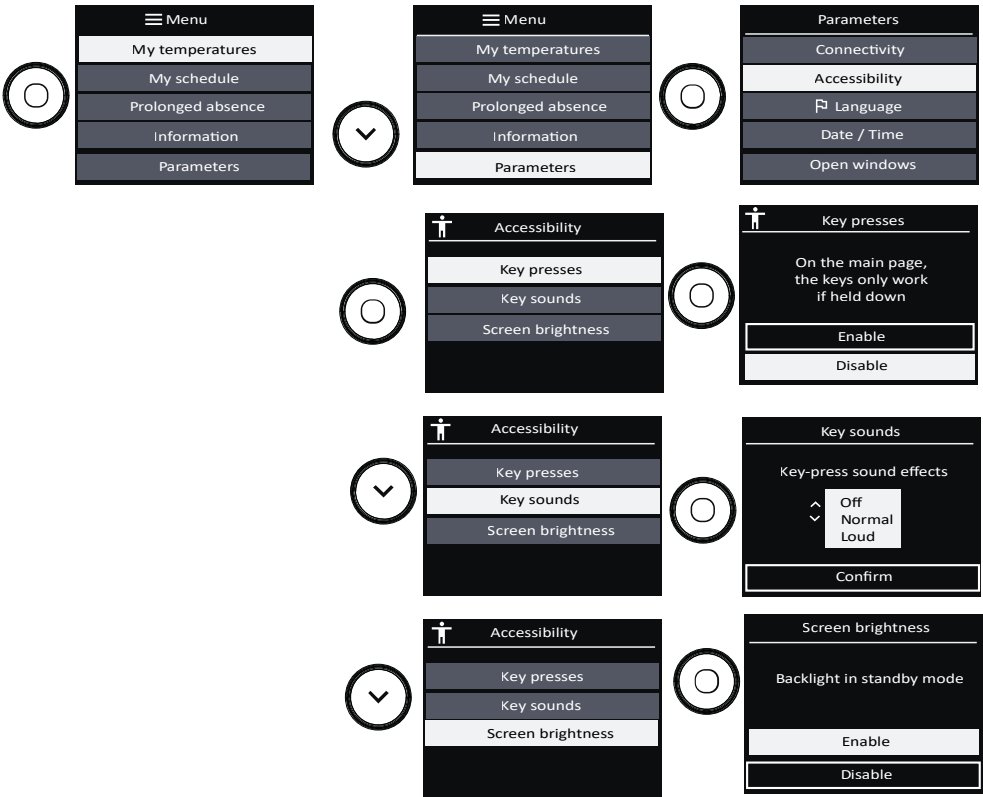 Menu
My temperatures
My schedule
Prolonged absence
Information
Parameters
Menu
My temperatures
My schedule
Prolonged absence
Information
Parameters
Parameters
Connectivity
Accessibility
Language
Date / Time
Open windows
Accessibility
Key presses
Key sounds
Screen brightness
Key presses
On the main page,
the keys only work
if held down
Enable
Disable
Accessibility
Key presses
Key sounds
Screen brightness
Key sounds
Key-press sound effects
Off
Normal
Loud
Confirm
Accessibility
Key presses
Key sounds
Screen brightness
Screen brightness
Backlight in standby mode
Enable
Disable